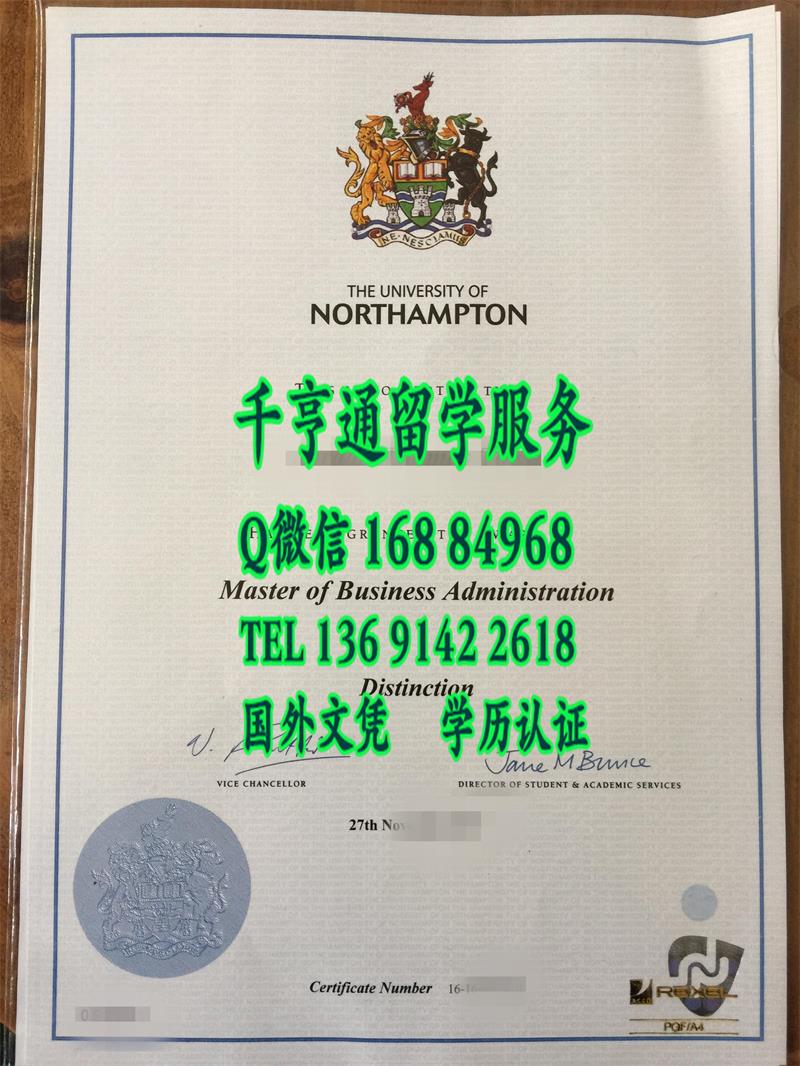 NE·NESCIAMUS
THE UNIVERSITY OF
NORTHAMPTON
千亨通留学服务
Q微信 168 84968
Master of Business Administration
TEL 136 9142 2618
Distinction
国外文凭 学历认证
Jane M Bunce
VICE CHANCELLOR
DIRECTOR OF STUDENT & ACADEMIC SERVICES
27th Nov
Certificate Number 16-16
REXEL
PQF/A4